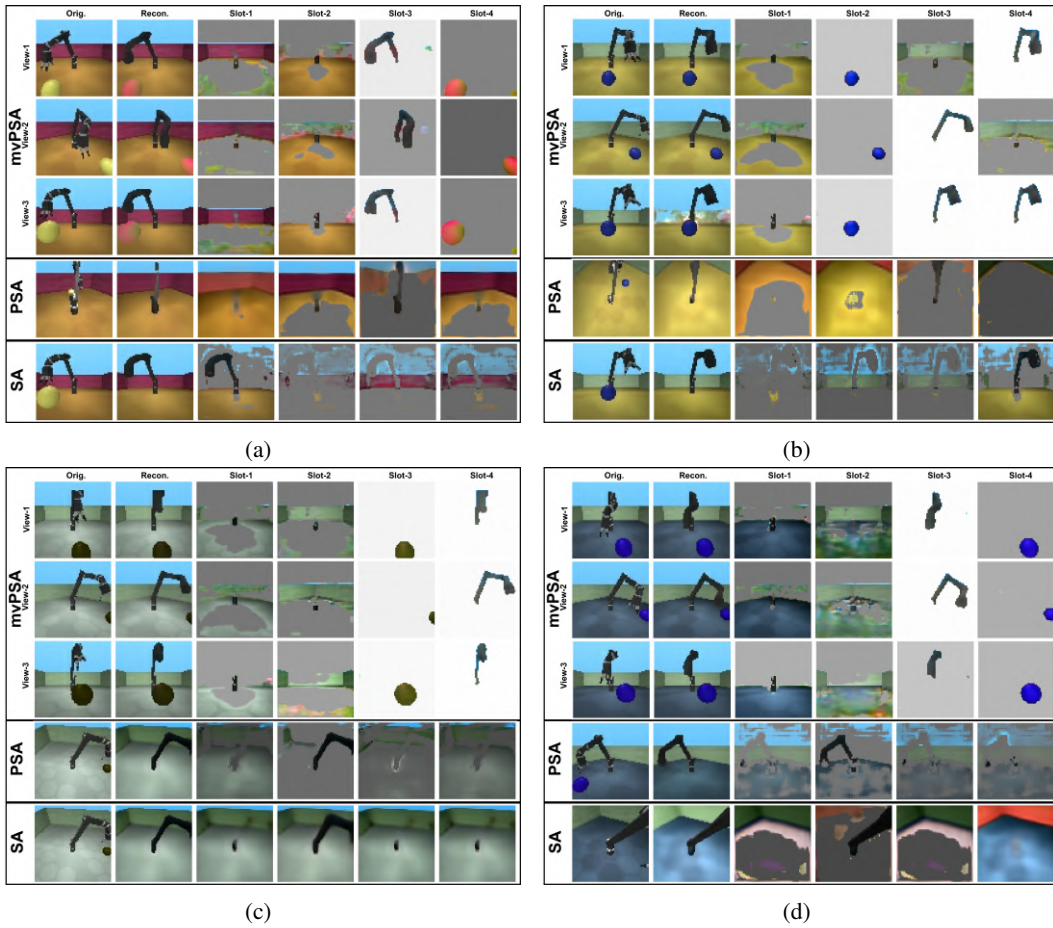 Orig. Recon. Slot-1 Slot-2 Slot-3 Slot-4
mvPSA
View-1
View-2
View-3
PSA
SA
(a)
Orig. Recon. Slot-1 Slot-2 Slot-3 Slot-4
mvPSA
View-1
View-2
View-3
PSA
SA
(b)
Orig. Recon. Slot-1 Slot-2 Slot-3 Slot-4
mvPSA
View-1
View-2
View-3
PSA
SA
(c)
Orig. Recon. Slot-1 Slot-2 Slot-3 Slot-4
mvPSA
View-1
View-2
View-3
PSA
SA
(d)